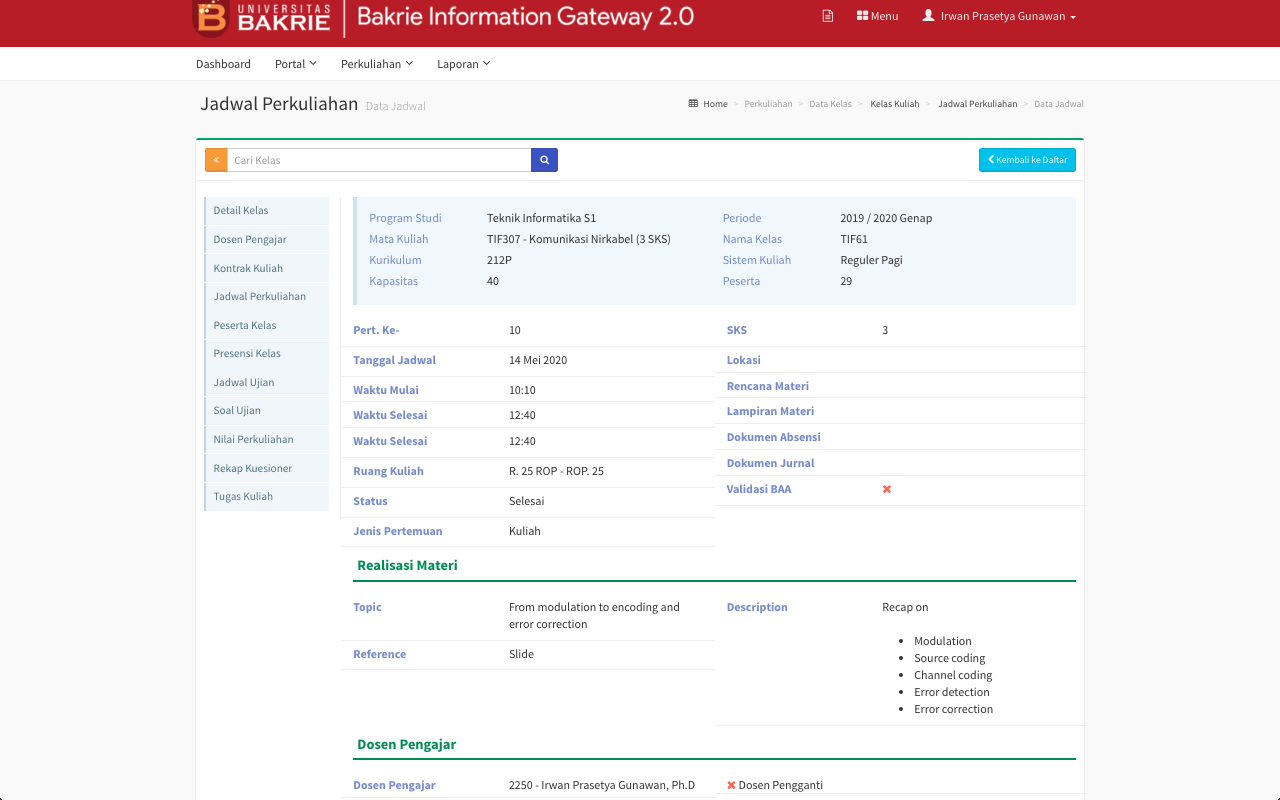 UNIVERSITAS
BAKRIE
Bakrie Information Gateway 2.0
Menu
Irwan Prasetya Gunawan
Dashboard Portal Perkuliahan Laporan
Jadwal Perkuliahan Data Jadwal
Home > Perkuliahan > Data Kelas > Kelas Kuliah > Jadwal Perkuliahan > Data Jadwal
« Cari Kelas
Kembali ke Daftar
Detail Kelas
Dosen Pengajar
Kontrak Kuliah
Jadwal Perkuliahan
Peserta Kelas
Presensi Kelas
Jadwal Ujian
Soal Ujian
Nilai Perkuliahan
Rekap Kuesioner
Tugas Kuliah
Program Studi Teknik Informatika S1 Periode 2019 / 2020 Genap
Mata Kuliah TIF307 - Komunikasi Nirkabel (3 SKS) Nama Kelas TIF61
Kurikulum 212P Sistem Kuliah Reguler Pagi
Kapasitas 40 Peserta 29
Pert. Ke- 10
Tanggal Jadwal 14 Mei 2020
Waktu Mulai 10:10
Waktu Selesai 12:40
Waktu Selesai 12:40
Ruang Kuliah R. 25 ROP - ROP. 25
Status Selesai
Jenis Pertemuan Kuliah
SKS 3
Lokasi
Rencana Materi
Lampiran Materi
Dokumen Absensi
Dokumen Jurnal
Validasi BAA
Realisasi Materi
Topic From modulation to encoding and
error correction
Reference Slide
Description Recap on
• Modulation
• Source coding
• Channel coding
• Error detection
• Error correction
Dosen Pengajar
Dosen Pengajar 2250 - Irwan Prasetya Gunawan, Ph.D Dosen Pengganti